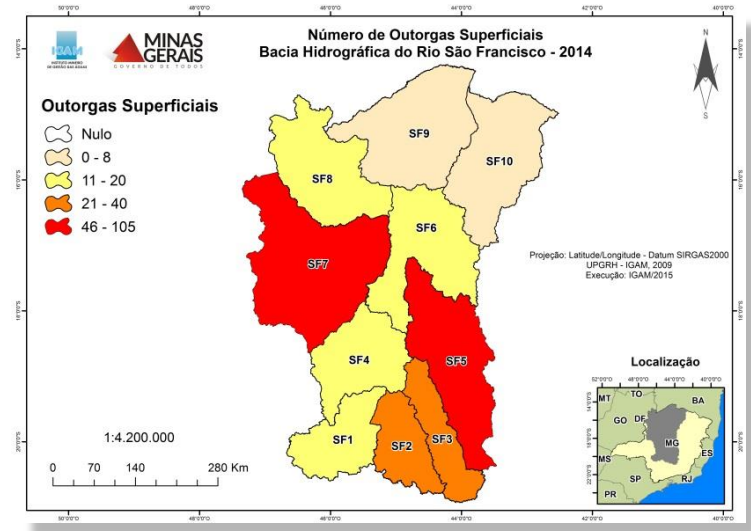 Número de Outorgas Superficiais
Bacia Hidrográfica do Rio São Francisco - 2014
IGAM
MINAS
GERAIS
GOVERNO DE TODOS
N
S
Outorgas Superficiais
Nulo
0 - 8
11 - 20
21 - 40
46 - 105
SF9
SF10
SF8
SF6
SF7
SF5
SF4
SF1
SF2
SF3
Projeção: Latitude/Longitude - Datum SIRGAS2000
UPGRH - IGAM, 2009
Execução: IGAM/2015
1:4.200.000
0 70 140 280 Km
Localização
MT
TO
BA
GO
DF
MG
ES
MS
SP
RJ
PR